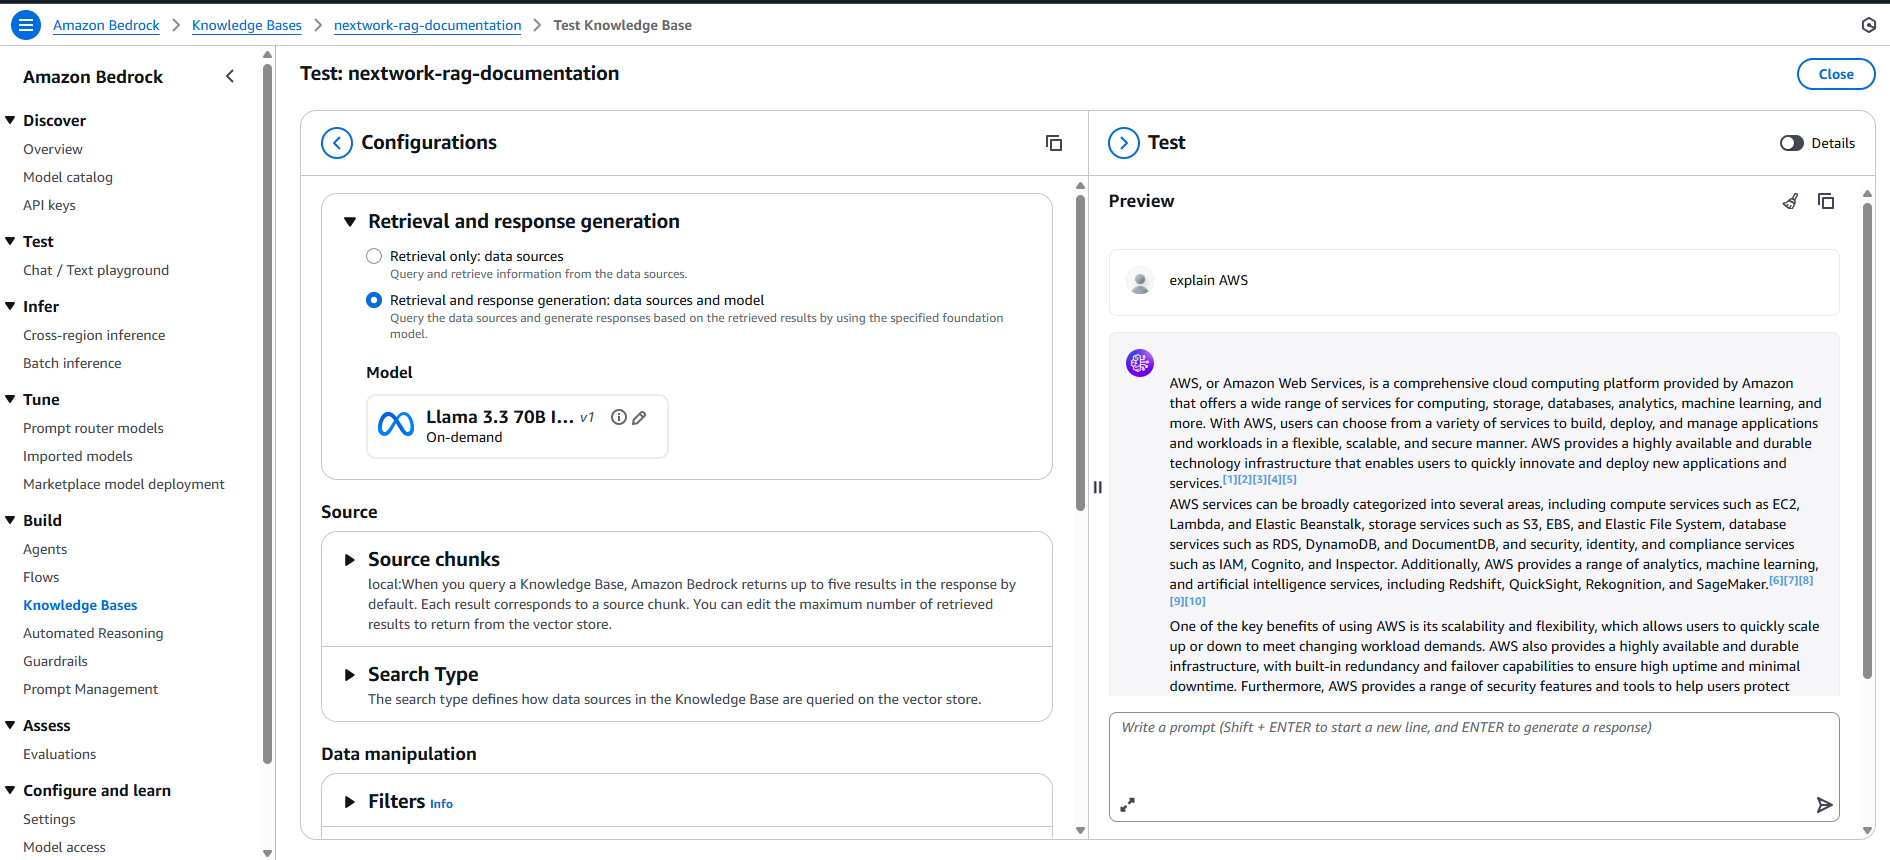 Amazon Bedrock > Knowledge Bases > nextwork-rag-documentation > Test Knowledge Base
Amazon Bedrock
Discover
Overview
Model catalog
API keys
Test
Chat / Text playground
Infer
Cross-region inference
Batch inference
Tune
Prompt router models
Imported models
Marketplace model deployment
Build
Agents
Flows
Knowledge Bases
Automated Reasoning
Guardrails
Prompt Management
Assess
Evaluations
Configure and learn
Settings
Model access
Test: nextwork-rag-documentation
Close
Configurations
Retrieval and response generation
Retrieval only: data sources
Query and retrieve information from the data sources.
Retrieval and response generation: data sources and model
Query the data sources and generate responses based on the retrieved results by using the specified foundation
model.
Model
Llama 3.3 70B I... v1
On-demand
Source
Source chunks
local:When you query a Knowledge Base, Amazon Bedrock returns up to five results in the response by
default. Each result corresponds to a source chunk. You can edit the maximum number of retrieved
results to return from the vector store.
Search Type
The search type defines how data sources in the Knowledge Base are queried on the vector store.
Data manipulation
Filters Info
Test
Details
Preview
explain AWS
AWS, or Amazon Web Services, is a comprehensive cloud computing platform provided by Amazon
that offers a wide range of services for computing, storage, databases, analytics, machine learning, and
more. With AWS, users can choose from a variety of services to build, deploy, and manage applications
and workloads in a flexible, scalable, and secure manner. AWS provides a highly available and durable
technology infrastructure that enables users to quickly innovate and deploy new applications and
services.[1][2][3][4][5]
AWS services can be broadly categorized into several areas, including compute services such as EC2,
Lambda, and Elastic Beanstalk, storage services such as S3, EBS, and Elastic File System, database
services such as RDS, DynamoDB, and DocumentDB, and security, identity, and compliance services
such as IAM, Cognito, and Inspector. Additionally, AWS provides a range of analytics, machine learning,
and artificial intelligence services, including Redshift, QuickSight, Rekognition, and SageMaker.[6][7][8]
[9][10]
One of the key benefits of using AWS is its scalability and flexibility, which allows users to quickly scale
up or down to meet changing workload demands. AWS also provides a highly available and durable
infrastructure, with built-in redundancy and failover capabilities to ensure high uptime and minimal
downtime. Furthermore, AWS provides a range of security features and tools to help users protect
Write a prompt (Shift + ENTER to start a new line, and ENTER to generate a response)